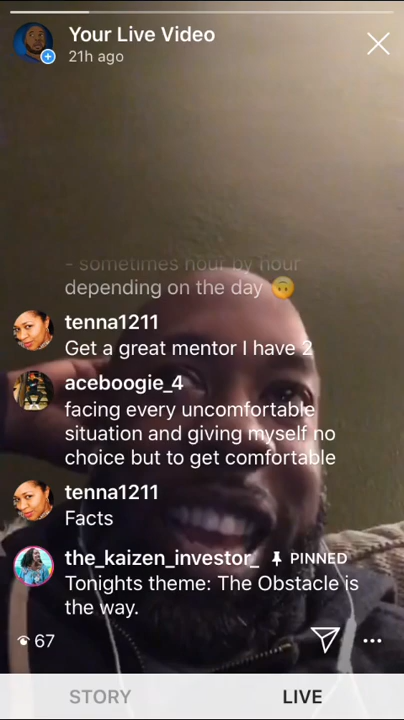 Your Live Video
21h ago
- sometimes hour by hour
depending on the day 🙃
tenna1211
Get a great mentor I have 2
aceboogie_4
facing every uncomfortable
situation and giving myself no
choice but to get comfortable
tenna1211
Facts
the_kaizen_investor_ PINNED
Tonights theme: The Obstacle is
the way.
67
STORY LIVE